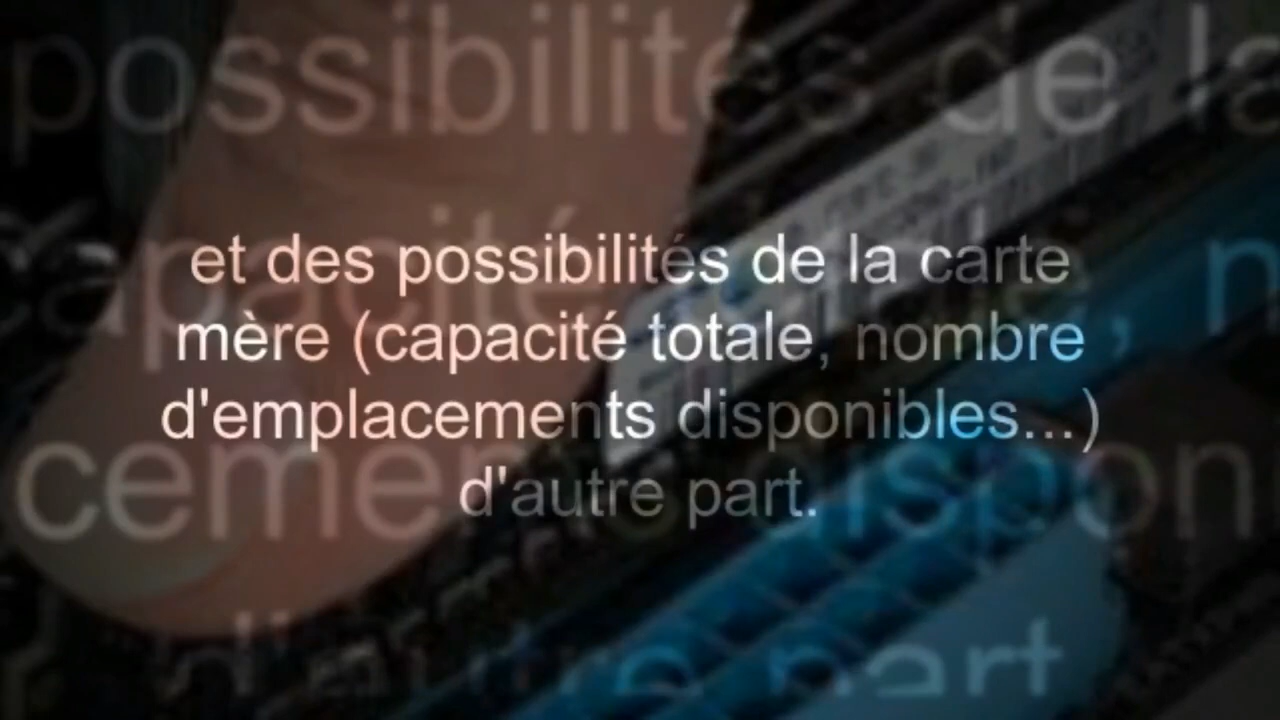 et des possibilités de la carte
mère (capacité totale, nombre
d'emplacements disponibles...)
d'autre part.